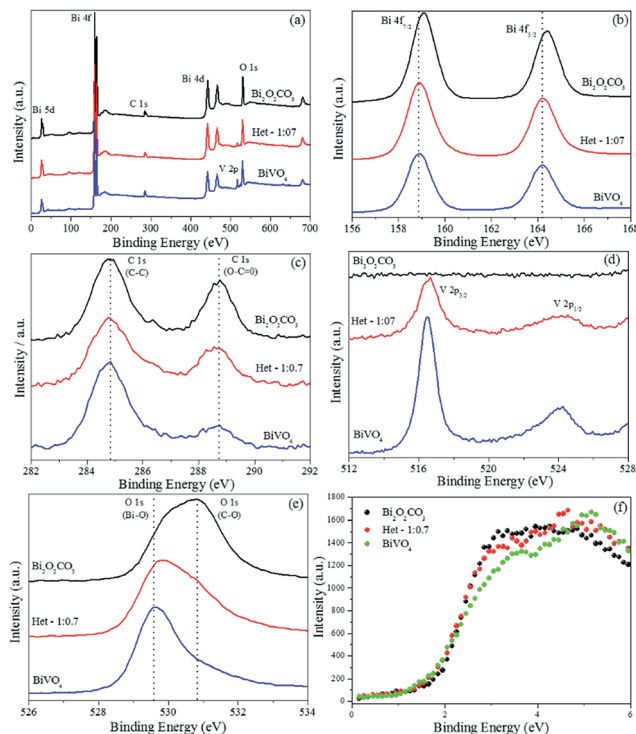 (a)
Bi 4f
Bi 5d
C 1s
Bi 4d
O 1s
V 2p
Bi₂O₂CO₃
Het - 1:07
BiVO₄
Intensity (a.u.)
0 100 200 300 400 500 600 700
Binding Energy (eV)
(b)
Bi 4f₇/₂
Bi 4f₅/₂
Bi₂O₂CO₃
Het - 1:07
BiVO₄
Intensity (a.u.)
156 158 160 162 164 166 168
Binding Energy (eV)
(c)
C 1s
(C-C)
C 1s
(O-C=0)
Bi₂O₂CO₃
Het - 1:0.7
BiVO₄
Intensity / a.u.
282 284 286 288 290 292
Binding Energy (eV)
(d)
Bi₂O₂CO₃
V 2p₃/₂
V 2p₁/₂
Het - 1:07
BiVO₄
Intensity (a.u.)
512 516 520 524 528
Binding Energy (eV)
(e)
O 1s
(Bi-O)
O 1s
(C-O)
Bi₂O₂CO₃
Het - 1:0.7
BiVO₄
Intensity (a.u.)
526 528 530 532 534
Binding Energy (eV)
(f)
Bi₂O₂CO₃
Het - 1:0.7
BiVO₄
Intensity (a.u.)
1800
1600
1400
1200
1000
800
600
400
200
0
0 2 4 6
Binding Energy (eV)